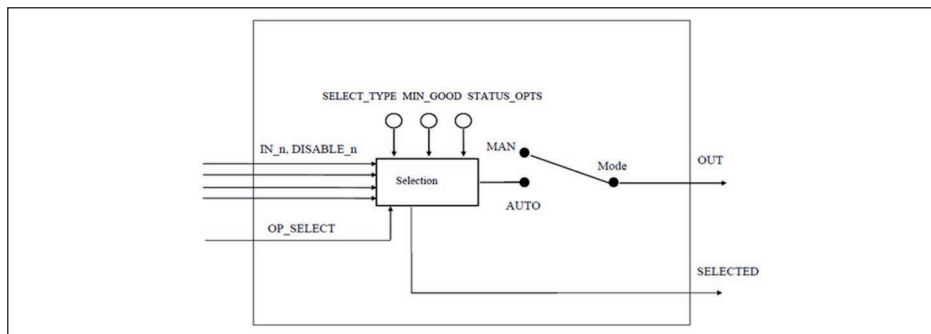 SELECT_TYPE MIN_GOOD STATUS_OPTS
IN_n, DISABLE_n
MAN
Mode
OUT
Selection
AUTO
OP_SELECT
SELECTED